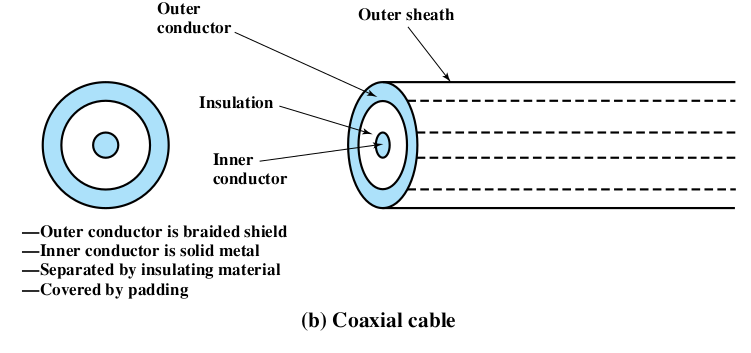 Outer
conductor
Outer sheath
Insulation
Inner
conductor
—Outer conductor is braided shield
—Inner conductor is solid metal
—Separated by insulating material
—Covered by padding
(b) Coaxial cable